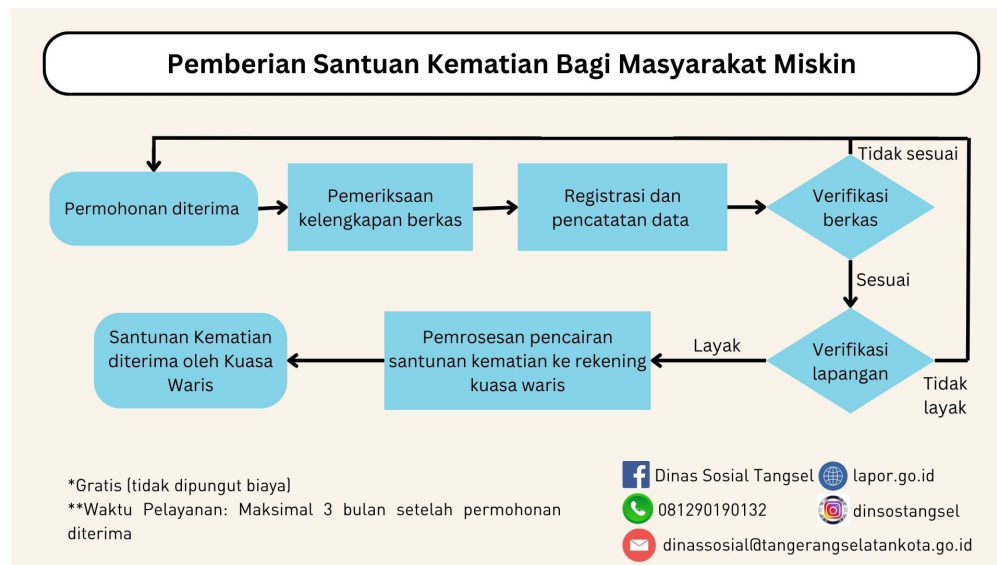 Pemberian Santuan Kematian Bagi Masyarakat Miskin
Tidak sesuai
Permohonan diterima
Pemeriksaan
kelengkapan berkas
Registrasi dan
pencatatan data
Verifikasi
berkas
Sesuai
Santunan Kematian
diterima oleh Kuasa
Waris
Pemrosesan pencairan
santunan kematian ke rekening
kuasa waris
Layak
Verifikasi
lapangan
Tidak
layak
*Gratis (tidak dipungut biaya)
**Waktu Pelayanan: Maksimal 3 bulan setelah permohonan
diterima
Dinas Sosial Tangsel
lapor.go.id
081290190132
dinsostangsel
dinassosial@tangerangselatankota.go.id